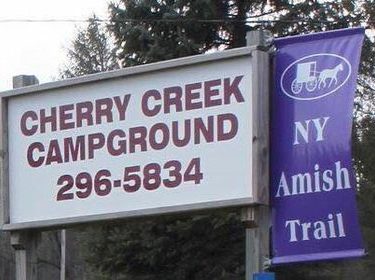 CHERRY CREEK
CAMPGROUND
296-5834
NY
Amish
Trail